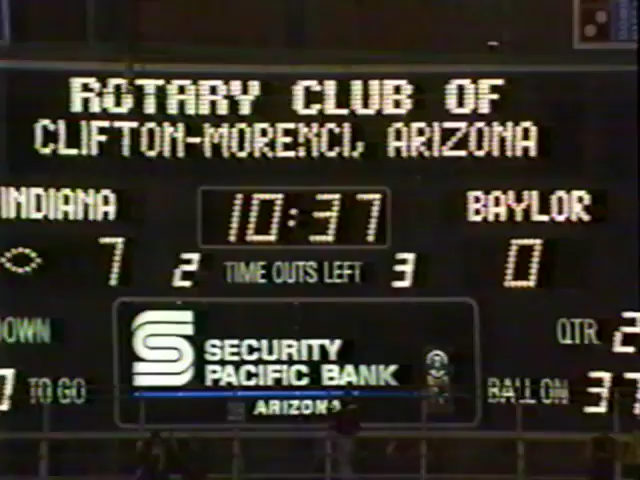 ROTARY CLUB OF
CLIFTON-MORENCI, ARIZONA
INDIANA 10:37 BAYLOR
7 2 TIME OUTS LEFT 3 0
OWN QTR 2
TO GO BALL ON 37
SECURITY
PACIFIC BANK
ARIZONA